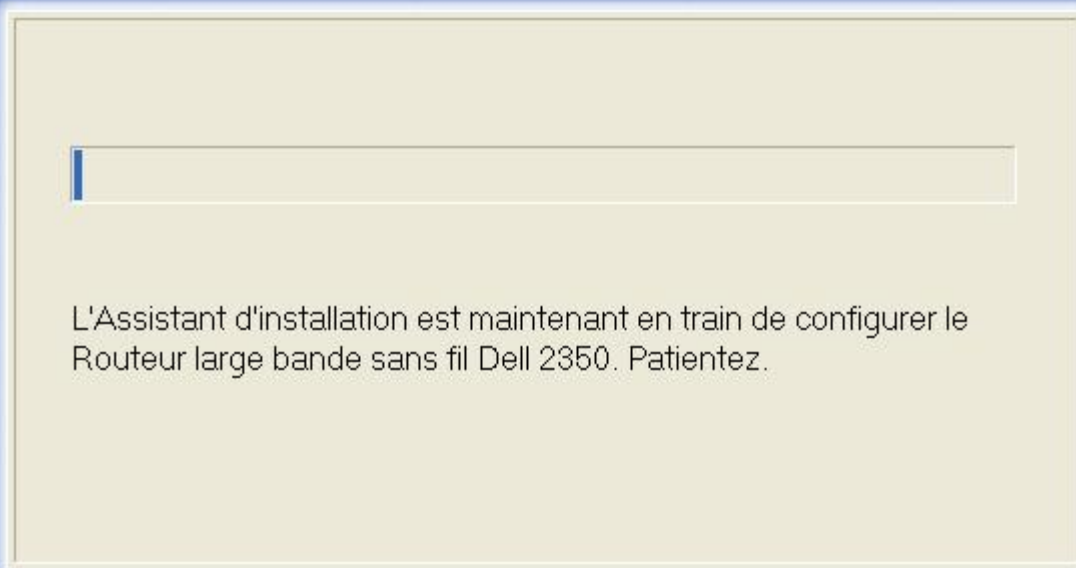 L'Assistant d'installation est maintenant en train de configurer le
Routeur large bande sans fil Dell 2350. Patientez.